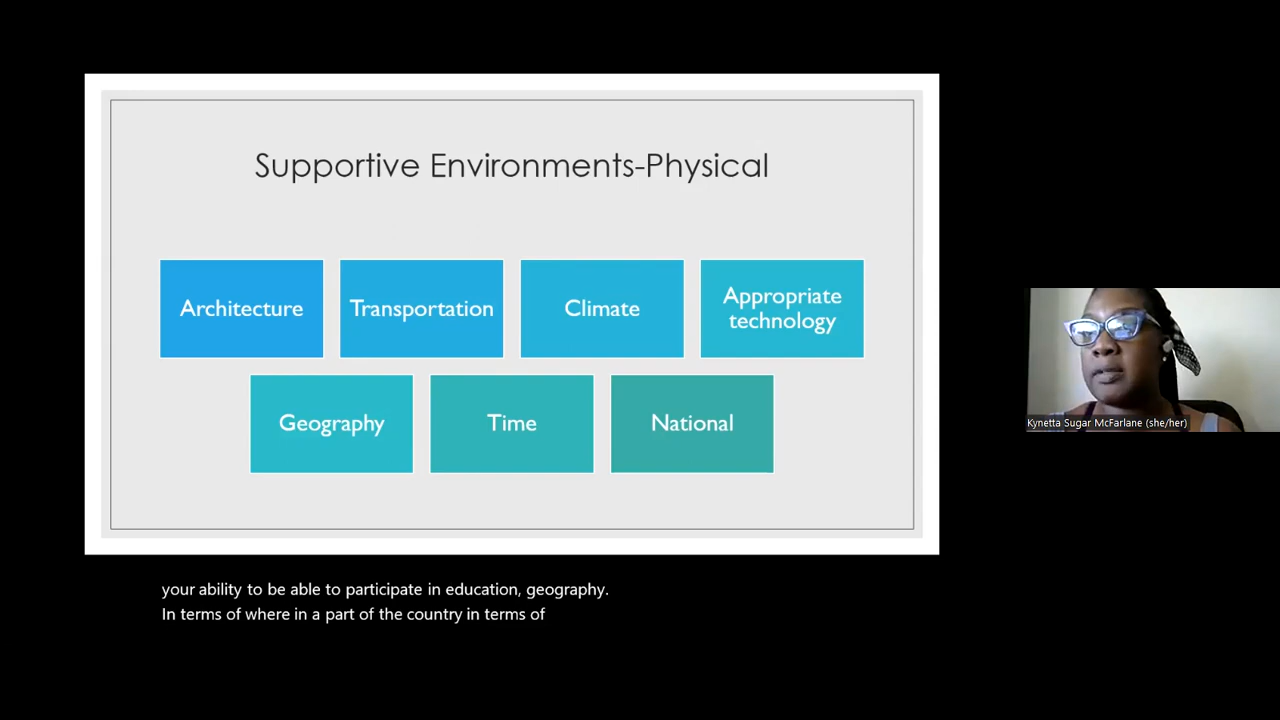 Supportive Environments-Physical
Architecture
Transportation
Climate
Appropriate
technology
Geography
Time
National
Kynetta Sugar McFarlane (she/her)
your ability to be able to participate in education, geography.
In terms of where in a part of the country in terms of